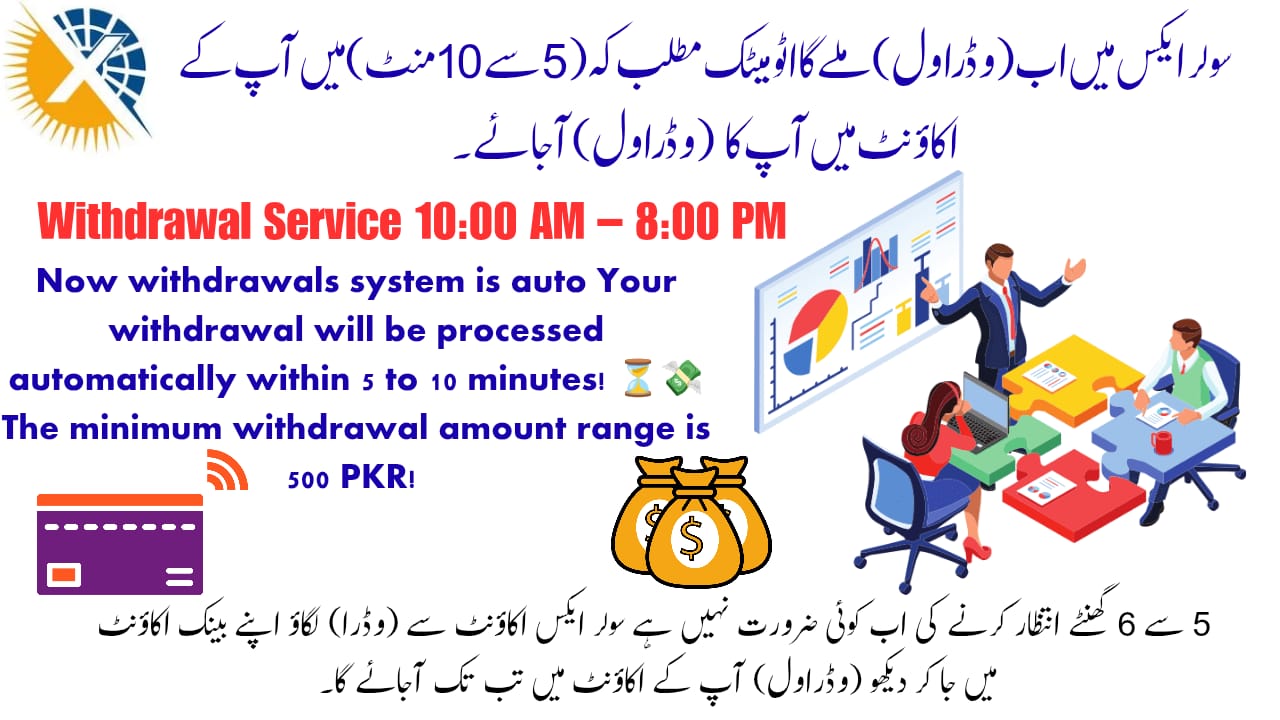 سولر ایکس میں اب (وڈراول) ملے گا اٹومیٹک مطلب کہ (5 سے 10 منٹ) میں آپ کے
اکاؤنٹ میں آپ کا (وڈراول) آجائے۔
Withdrawal Service 10:00 AM – 8:00 PM
Now withdrawals system is auto Your
withdrawal will be processed
automatically within 5 to 10 minutes! ⏳💸
The minimum withdrawal amount range is
500 PKR!
5 سے 6 گھنٹے انتظار کرنے کی اب کوئی ضرورت نہیں ہے سولر ایکس اکاؤنٹ سے (وڈرا) لگاؤ اپنے بینک اکاؤنٹ
میں جا کر دیکھو (وڈراول) آپ کے اکاؤنٹ میں تب تک آجائے گا۔